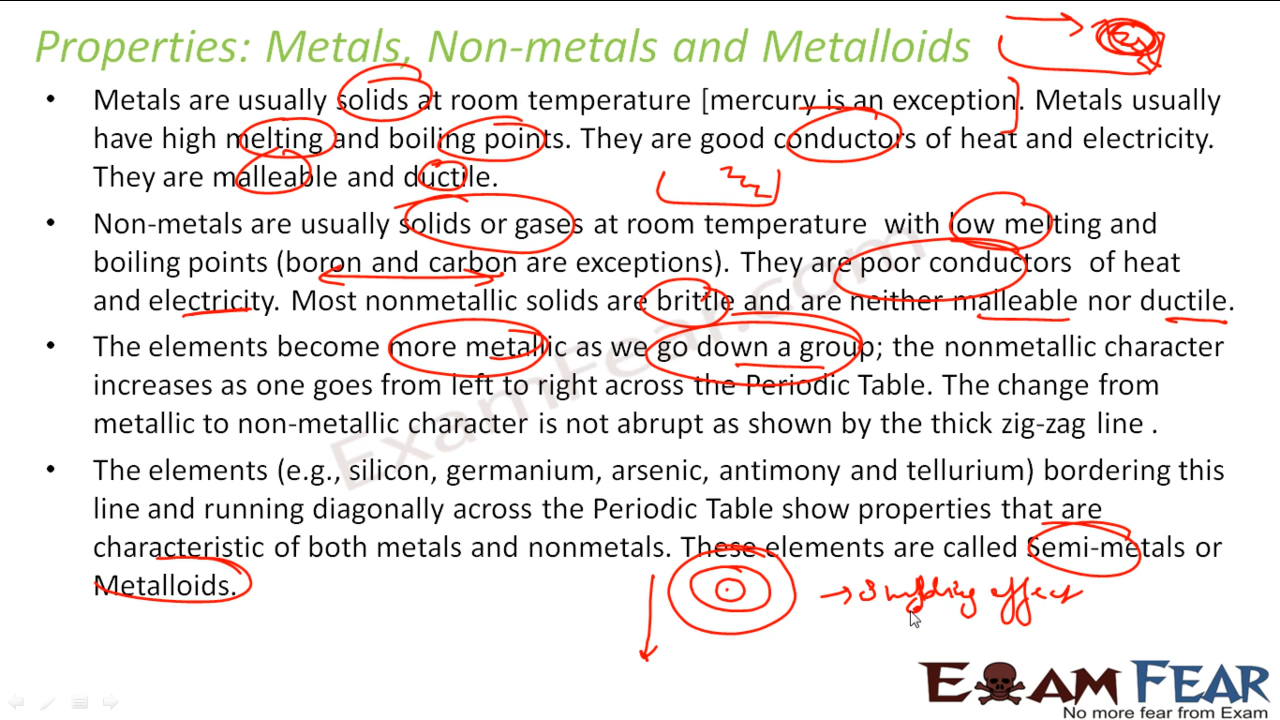 Properties: Metals, Non-metals and Metalloids
• Metals are usually solids at room temperature [mercury is an exception]. Metals usually
have high melting and boiling points. They are good conductors of heat and electricity.
They are malleable and ductile.
• Non-metals are usually solids or gases at room temperature with low melting and
boiling points (boron and carbon are exceptions). They are poor conductors of heat
and electricity. Most nonmetallic solids are brittle and are neither malleable nor ductile.
• The elements become more metallic as we go down a group; the nonmetallic character
increases as one goes from left to right across the Periodic Table. The change from
metallic to non-metallic character is not abrupt as shown by the thick zig-zag line .
• The elements (e.g., silicon, germanium, arsenic, antimony and tellurium) bordering this
line and running diagonally across the Periodic Table show properties that are
characteristic of both metals and nonmetals. These elements are called Semi-metals or
Metalloids.
effect
ExamFear.com
EXAM FEAR
No more fear from Exam